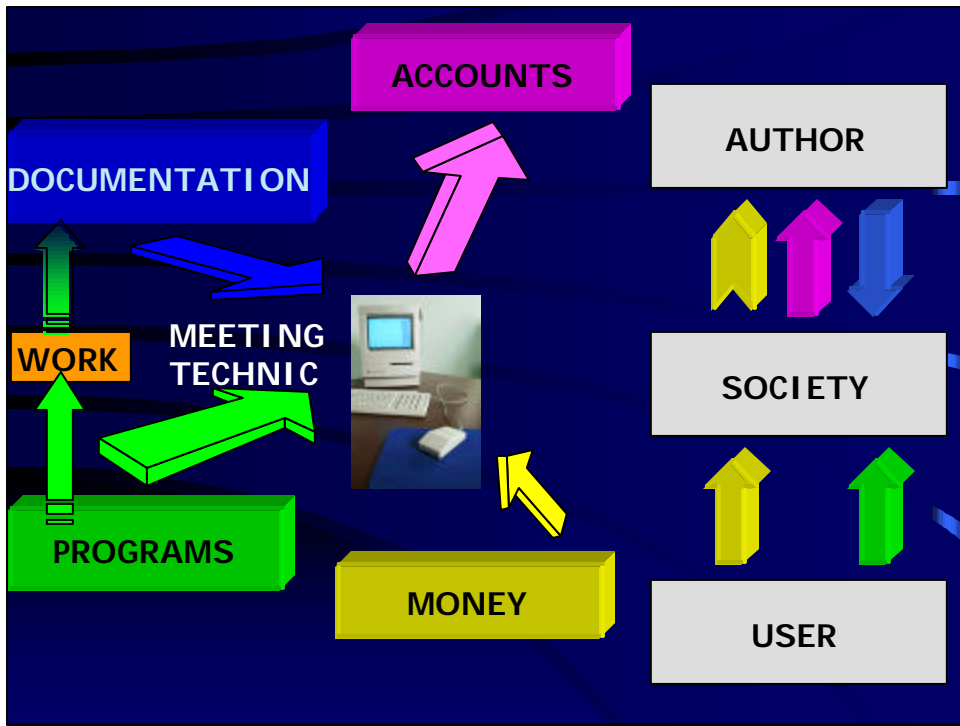 ACCOUNTS
AUTHOR
DOCUMENTATION
MEETING
TECHNIC
WORK
SOCIETY
PROGRAMS
MONEY
USER